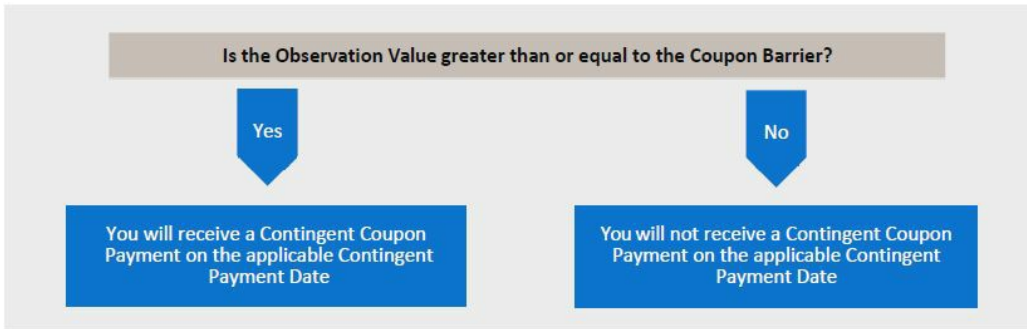 Is the Observation Value greater than or equal to the Coupon Barrier?
Yes
No
You will receive a Contingent Coupon
Payment on the applicable Contingent
Payment Date
You will not receive a Contingent Coupon
Payment on the applicable Contingent
Payment Date